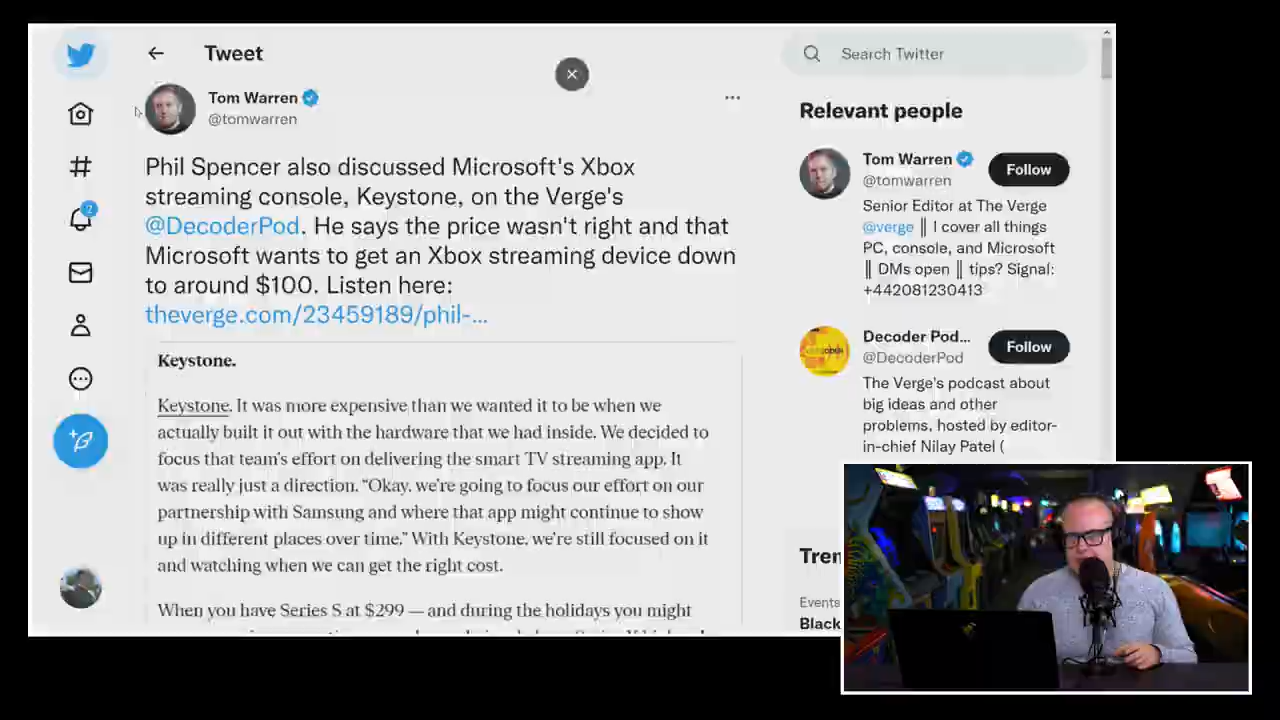 Tweet
Tom Warren
@tomwarren
Phil Spencer also discussed Microsoft's Xbox
streaming console, Keystone, on the Verge's
@DecoderPod. He says the price wasn't right and that
Microsoft wants to get an Xbox streaming device down
to around $100. Listen here:
theverge.com/23459189/phil-...
Keystone.
Keystone. It was more expensive than we wanted it to be when we
actually built it out with the hardware that we had inside. We decided to
focus that team's effort on delivering the smart TV streaming app. It
was really just a direction. "Okay, we're going to focus our effort on our
partnership with Samsung and where that app might continue to show
up in different places over time." With Keystone, we're still focused on it
and watching when we can get the right cost.
When you have Series S at $299 — and during the holidays you might
Search Twitter
Relevant people
Tom Warren
@tomwarren
Follow
Senior Editor at The Verge
@verge ‖ I cover all things
PC, console, and Microsoft
‖ DMs open ‖ tips? Signal:
+442081230413
Decoder Pod...
@DecoderPod
Follow
The Verge's podcast about
big ideas and other
problems, hosted by editor-
in-chief Nilay Patel (
Tren
Events
Black